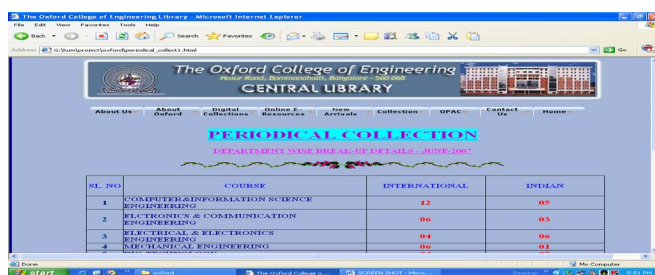 The Oxford College of Engineering Library - Microsoft Internet Explorer
File Edit View Favorites Tools Help
Back Search Favorites
Address G:\hum\project\oxford\periodical_collect1.html Go
The Oxford College of Engineering
Hosur Road, Bommanahalli, Bangalore - 560 068
CENTRAL LIBRARY
About Us About Oxford Digital Collections Online E-Resources New Arrivals Collection OPAC Contact Us Home
PERIODICAL COLLECTION
DEPARTMENT WISE BREAK-UP DETAILS - JUNE-2007
SL. NO COURSE INTERNATIONAL INDIAN
1 COMPUTER&INFORMATION SCIENCE ENGINEERING 12 05
2 ELCTRONICS & COMMUNICATION ENGINEERING 06 03
3 ELECTRICAL & ELECTRONICS ENGINEERING 04 06
4 MECHANICAL ENGINEERING 06 01
Done My Computer
start oxford The Oxford College o... SCREEN SHOT - Micro... Desktop 5:51 PM